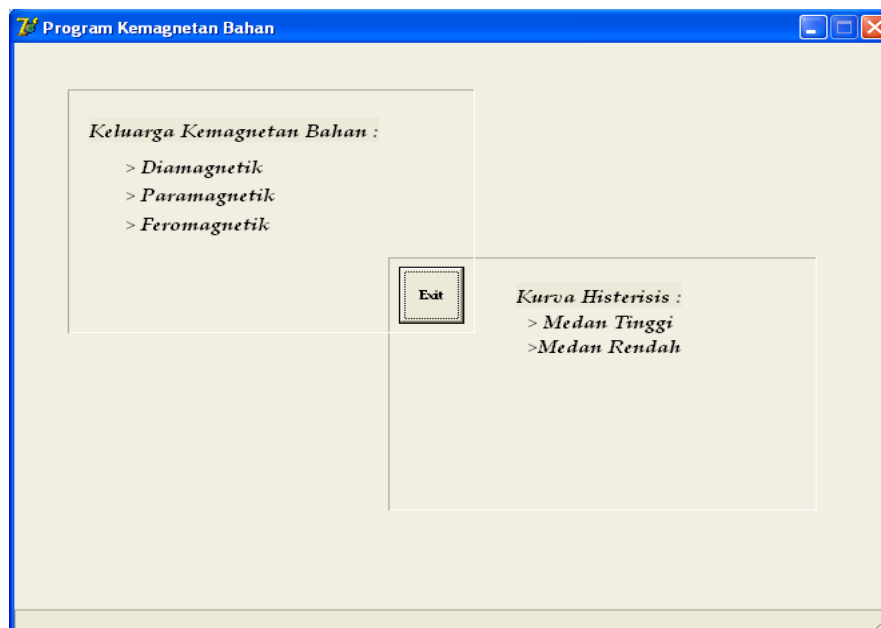 Program Kemagnetan Bahan
Keluarga Kemagnetan Bahan :
> Diamagnetik
> Paramagnetik
> Feromagnetik
Exit
Kurva Histerisis :
> Medan Tinggi
>Medan Rendah